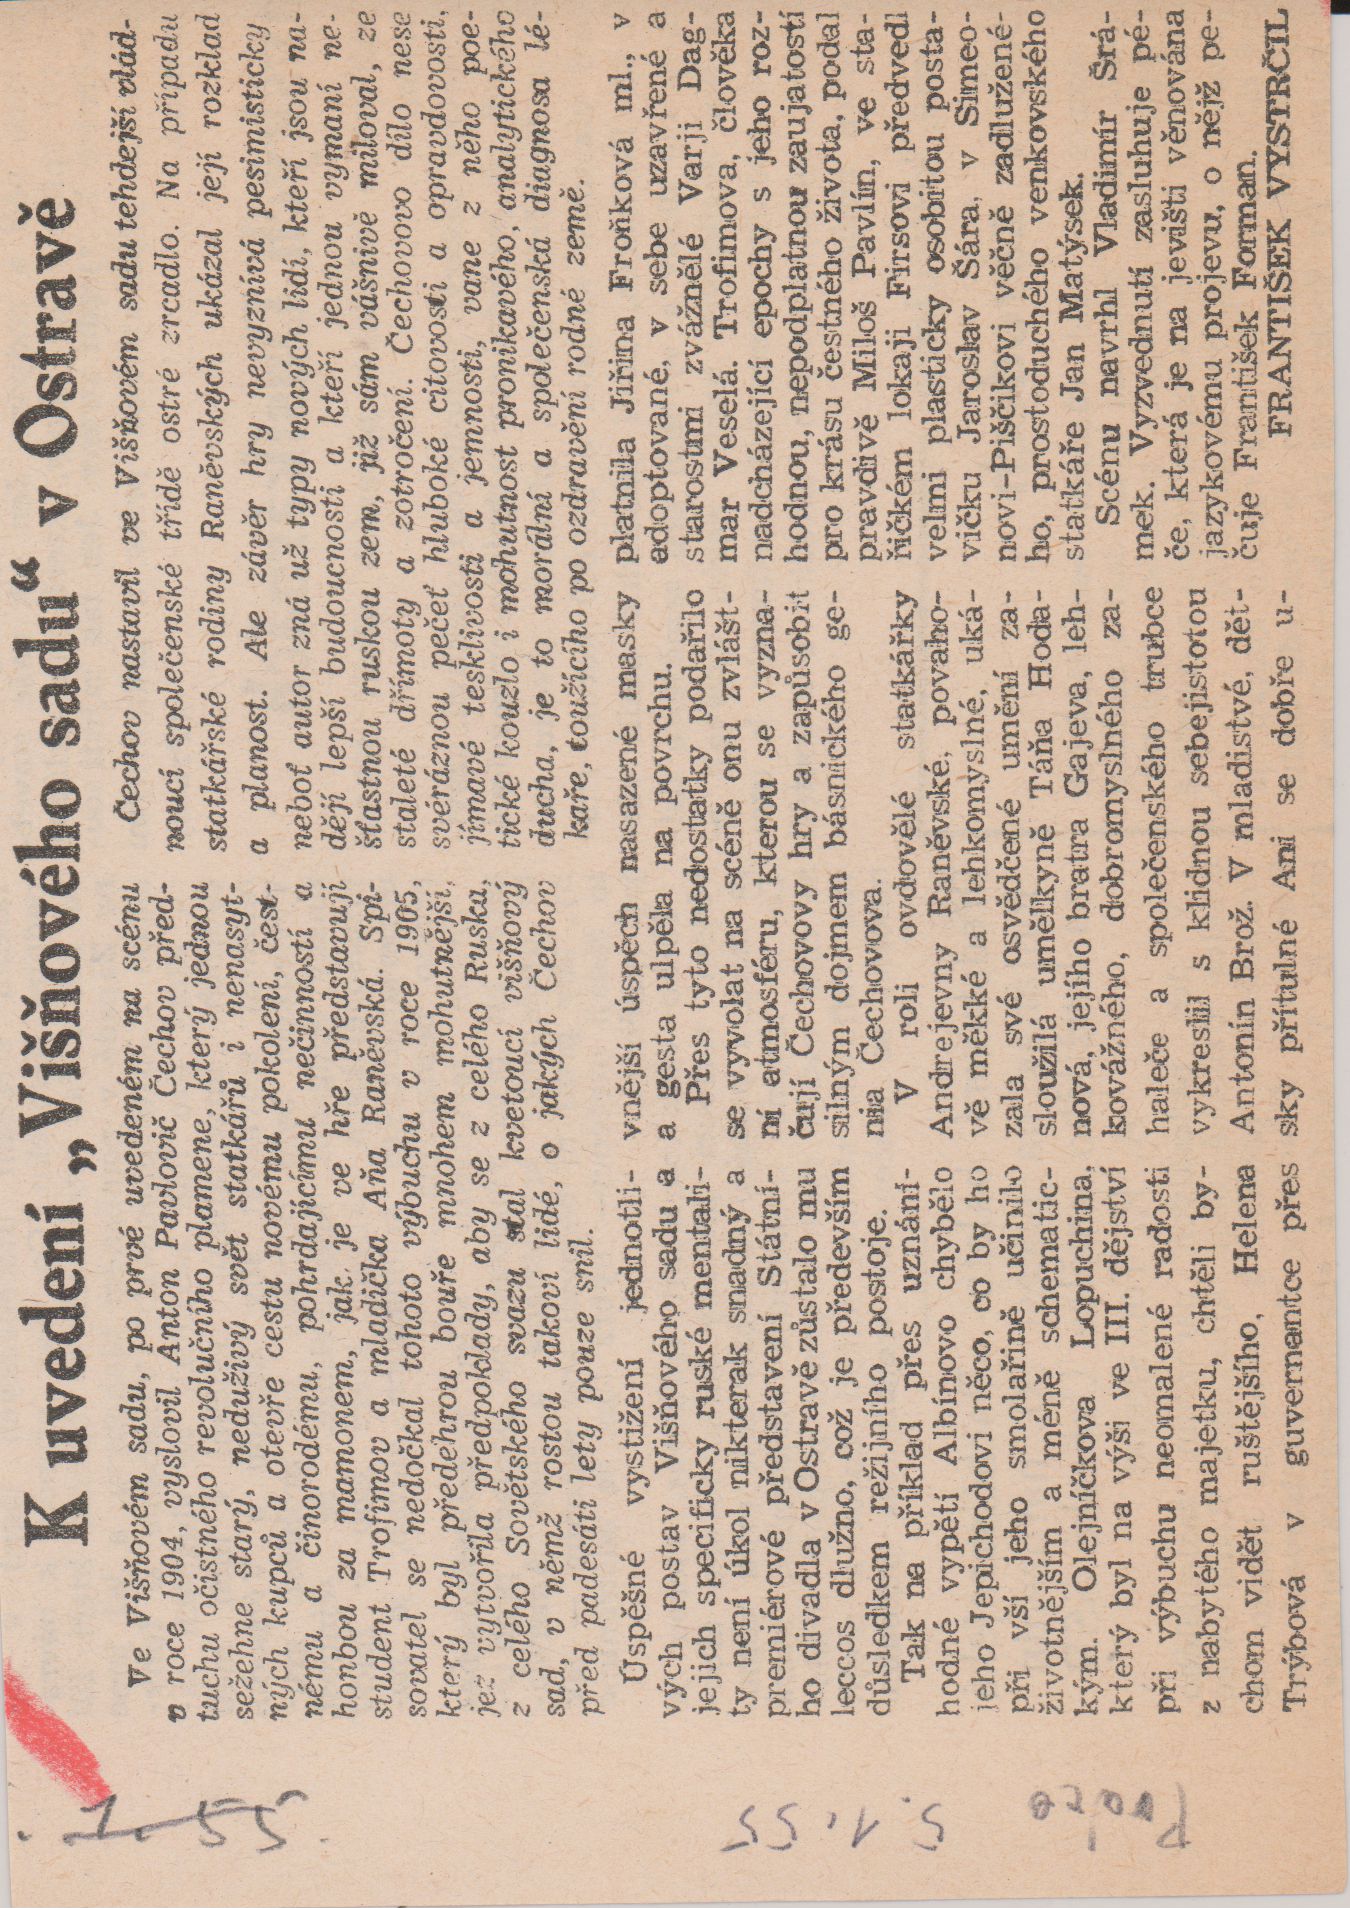 K uvedení „Višňového sadu“ v Ostravě
Ve Višňovém sadu, po prvé uvedeném na scénu
v roce 1904, vyslovil Anton Pavlovič Čechov před-
tuchu očistného revolučního plamene, který jednou
sežehne starý, neduživý svět statkářů i nenasyt-
ných kupců a otevře cestu novému pokolení, čest-
nému a činorodému, pohrdajícímu nečinností a
honbou za mamonem, jak je ve hře představují
student Trofimov a mladička Aňa Raněvská. Spi-
sovatel se nedočkal tohoto výbuchu v roce 1905,
který byl předehrou bouře mnohem mohutnější,
jež vytvořila předpoklady, aby se z celého Ruska,
z celého Sovětského svazu stal kvetoucí višňový
sad, v němž rostou takoví lidé, o jakých Čechov
před padesáti lety pouze snil.
Čechov nastavil ve Višňovém sadu tehdejší vlád-
noucí společenské třídě ostré zrcadlo. Na případu
statkářské rodiny Raněvských ukázal její rozklad
a planost. Ale závěr hry nevyznívá pesimisticky
neboť autor zná už typy nových lidí, kteří jsou na-
dějí lepší budoucnosti a kteří jednou vymaní ne-
šťastnou ruskou zem, již sám vášnivě miloval, ze
staleté dřímoty a zotročení. Čechovovo dílo nese
svéráznou pečeť hluboké citovosti a opravdovosti,
jímavé tesklivosti a jemnosti, vane z něho poe-
tické kouzlo i mohutnost pronikavého, analytického
ducha, je to morální a společenská diagnosa lé-
kaře, toužícího po ozdravění rodné země.
Úspěšné vystižení jednotli-
vých postav Višňového sadu a
jejich specificky ruské mentali-
ty není úkol nikterak snadný a
premiérové představení Státní-
ho divadla v Ostravě zůstalo mu
leccos dlužno, což je především
důsledkem režijního postoje.
Tak na příklad přes uznání-
hodné vypětí Albínovo chybělo
jeho Jepichodovi něco, co by ho
při vší jeho smolařině učinilo
životnějším a méně schematic-
kým. Olejníčkova Lopuchina,
který byl na výši ve III. dějství
při výbuchu neomalené radosti
z nabytého majetku, chtěli by-
chom vidět ruštějšího, Helena
Trýbová v guvernantce přes
vnější úspěch nasazené masky
a gesta ulpěla na povrchu.
Přes tyto nedostatky podařilo
se vyvolat na scéně onu zvlášt-
ní atmosféru, kterou se vyzna-
čují Čechovovy hry a zapůsobit
silným dojmem básnického ge-
nia Čechovova.
V roli ovdovělé statkářky
Andrejevny Raněvské, povaho-
vě měkké a lehkomyslné, uká-
zala své osvědčené umění za-
sloužilá umělkyně Táňa Hoda-
nová, jejího bratra Gajeva, leh-
kovážného, dobromyslného za-
haleče a společenského trubce
vykreslil s klidnou sebejistotou
Antonín Brož. V mladistvé, dět-
sky přítulné Ani se dobře u-
platnila Jiřina Froňková ml., v
adoptované, v sebe uzavřené a
starostmi zvážnělé Varji Dag-
mar Veselá. Trofimova, člověka
nadcházející epochy s jeho roz-
hodnou, nepodplatnou zaujatostí
pro krásu čestného života, podal
pravdivě Miloš Pavlín, ve sta-
řičkém lokaji Firsovi předvedl
velmi plasticky osobitou posta-
vičku Jaroslav Šára, v Simeo-
novi-Piščikovi věčně zadlužené-
ho, prostoduchého venkovského
statkáře Jan Matýsek.
Scénu navrhl Vladimír Šrá-
mek. Vyzvednutí zasluhuje pé-
če, která je na jevišti věnována
jazykovému projevu, o nějž pe-
čuje František Forman.
FRANTIŠEK VYSTRČIL
1. 55
5. 1. 55
Práce